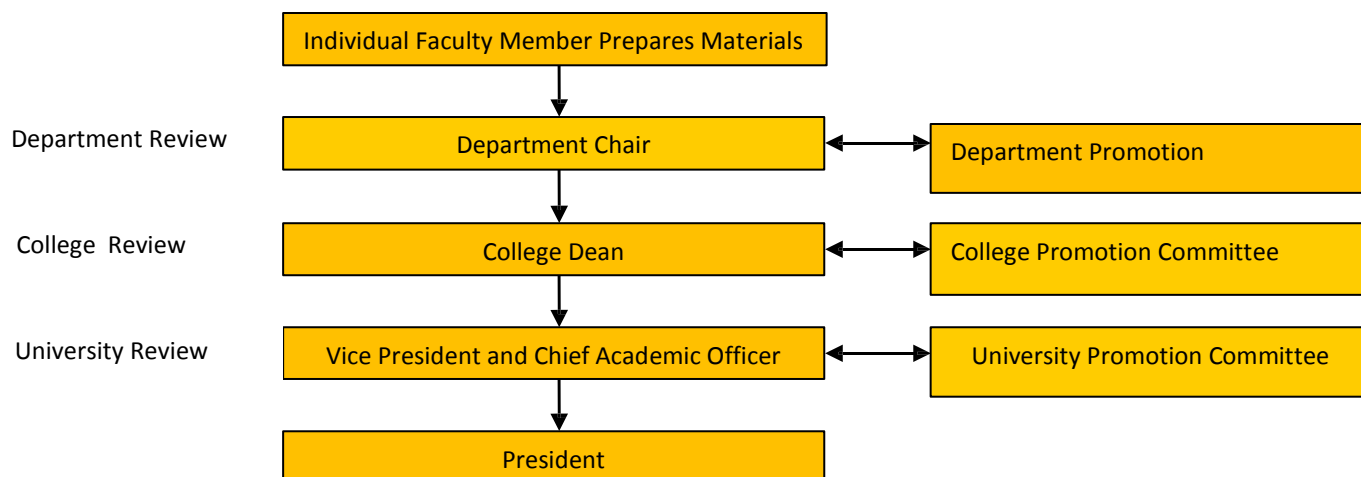 Individual Faculty Member Prepares Materials
Department Review
Department Chair
Department Promotion
College Review
College Dean
College Promotion Committee
University Review
Vice President and Chief Academic Officer
University Promotion Committee
President